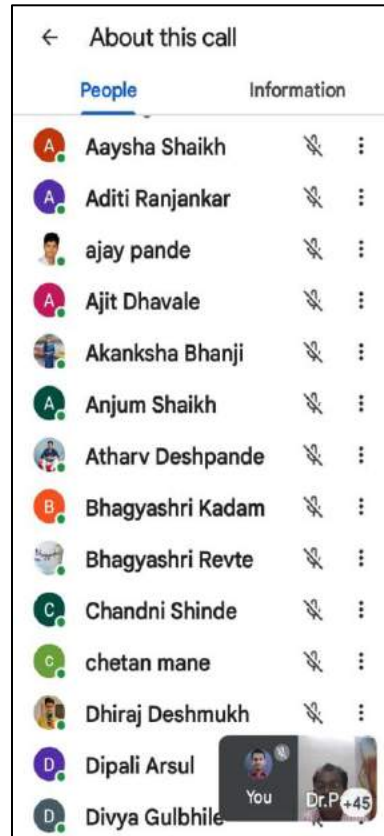 ← About this call
People Information
A Aaysha Shaikh
A Aditi Ranjankar
ajay pande
A Ajit Dhavale
Akanksha Bhanji
A Anjum Shaikh
Atharv Deshpande
B Bhagyashri Kadam
Bhagyashri Revte
C Chandni Shinde
c chetan mane
Dhiraj Deshmukh
D Dipali Arsul
D Divya Gulbhile
You Dr.P +45